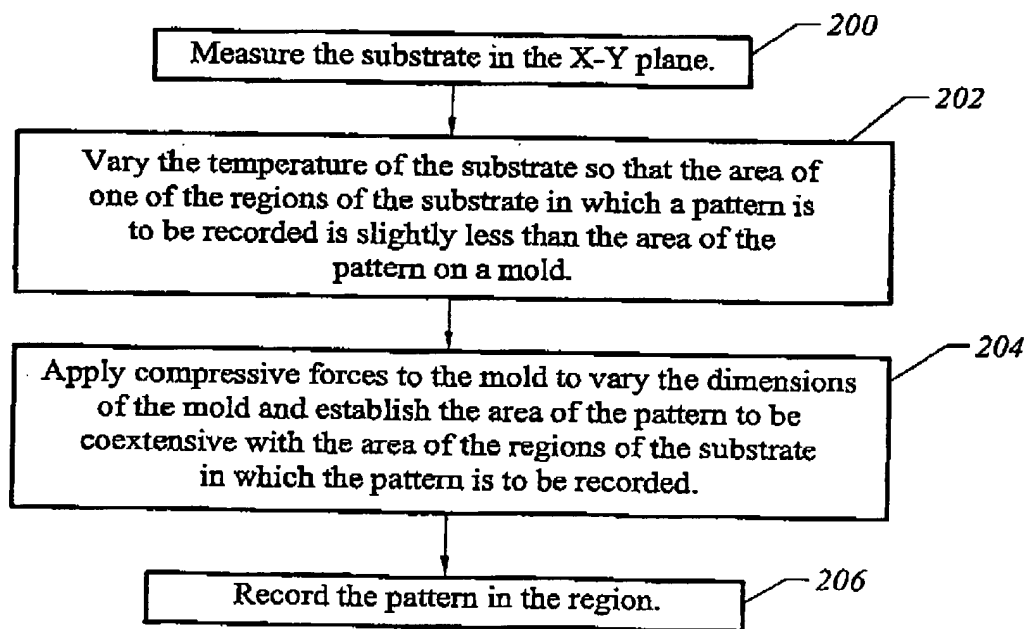 200
Measure the substrate in the X-Y plane.
202
Vary the temperature of the substrate so that the area of
one of the regions of the substrate in which a pattern is
to be recorded is slightly less than the area of the
pattern on a mold.
204
Apply compressive forces to the mold to vary the dimensions
of the mold and establish the area of the pattern to be
coextensive with the area of the regions of the substrate
in which the pattern is to be recorded.
206
Record the pattern in the region.